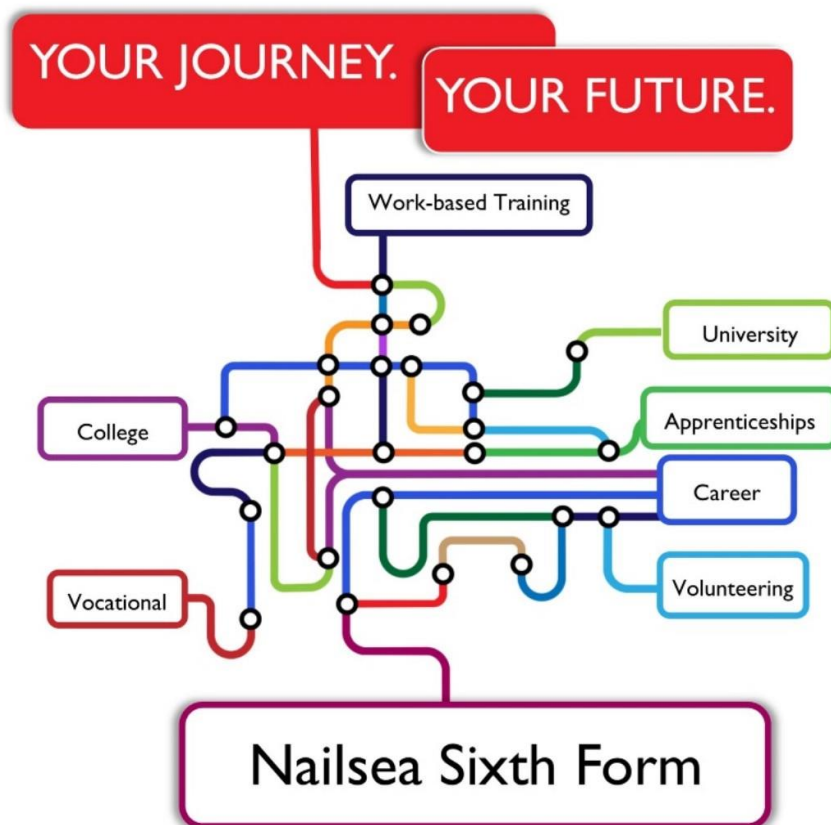 YOUR JOURNEY.
YOUR FUTURE.
Work-based Training
University
Apprenticeships
College
Career
Vocational
Volunteering
Nailsea Sixth Form